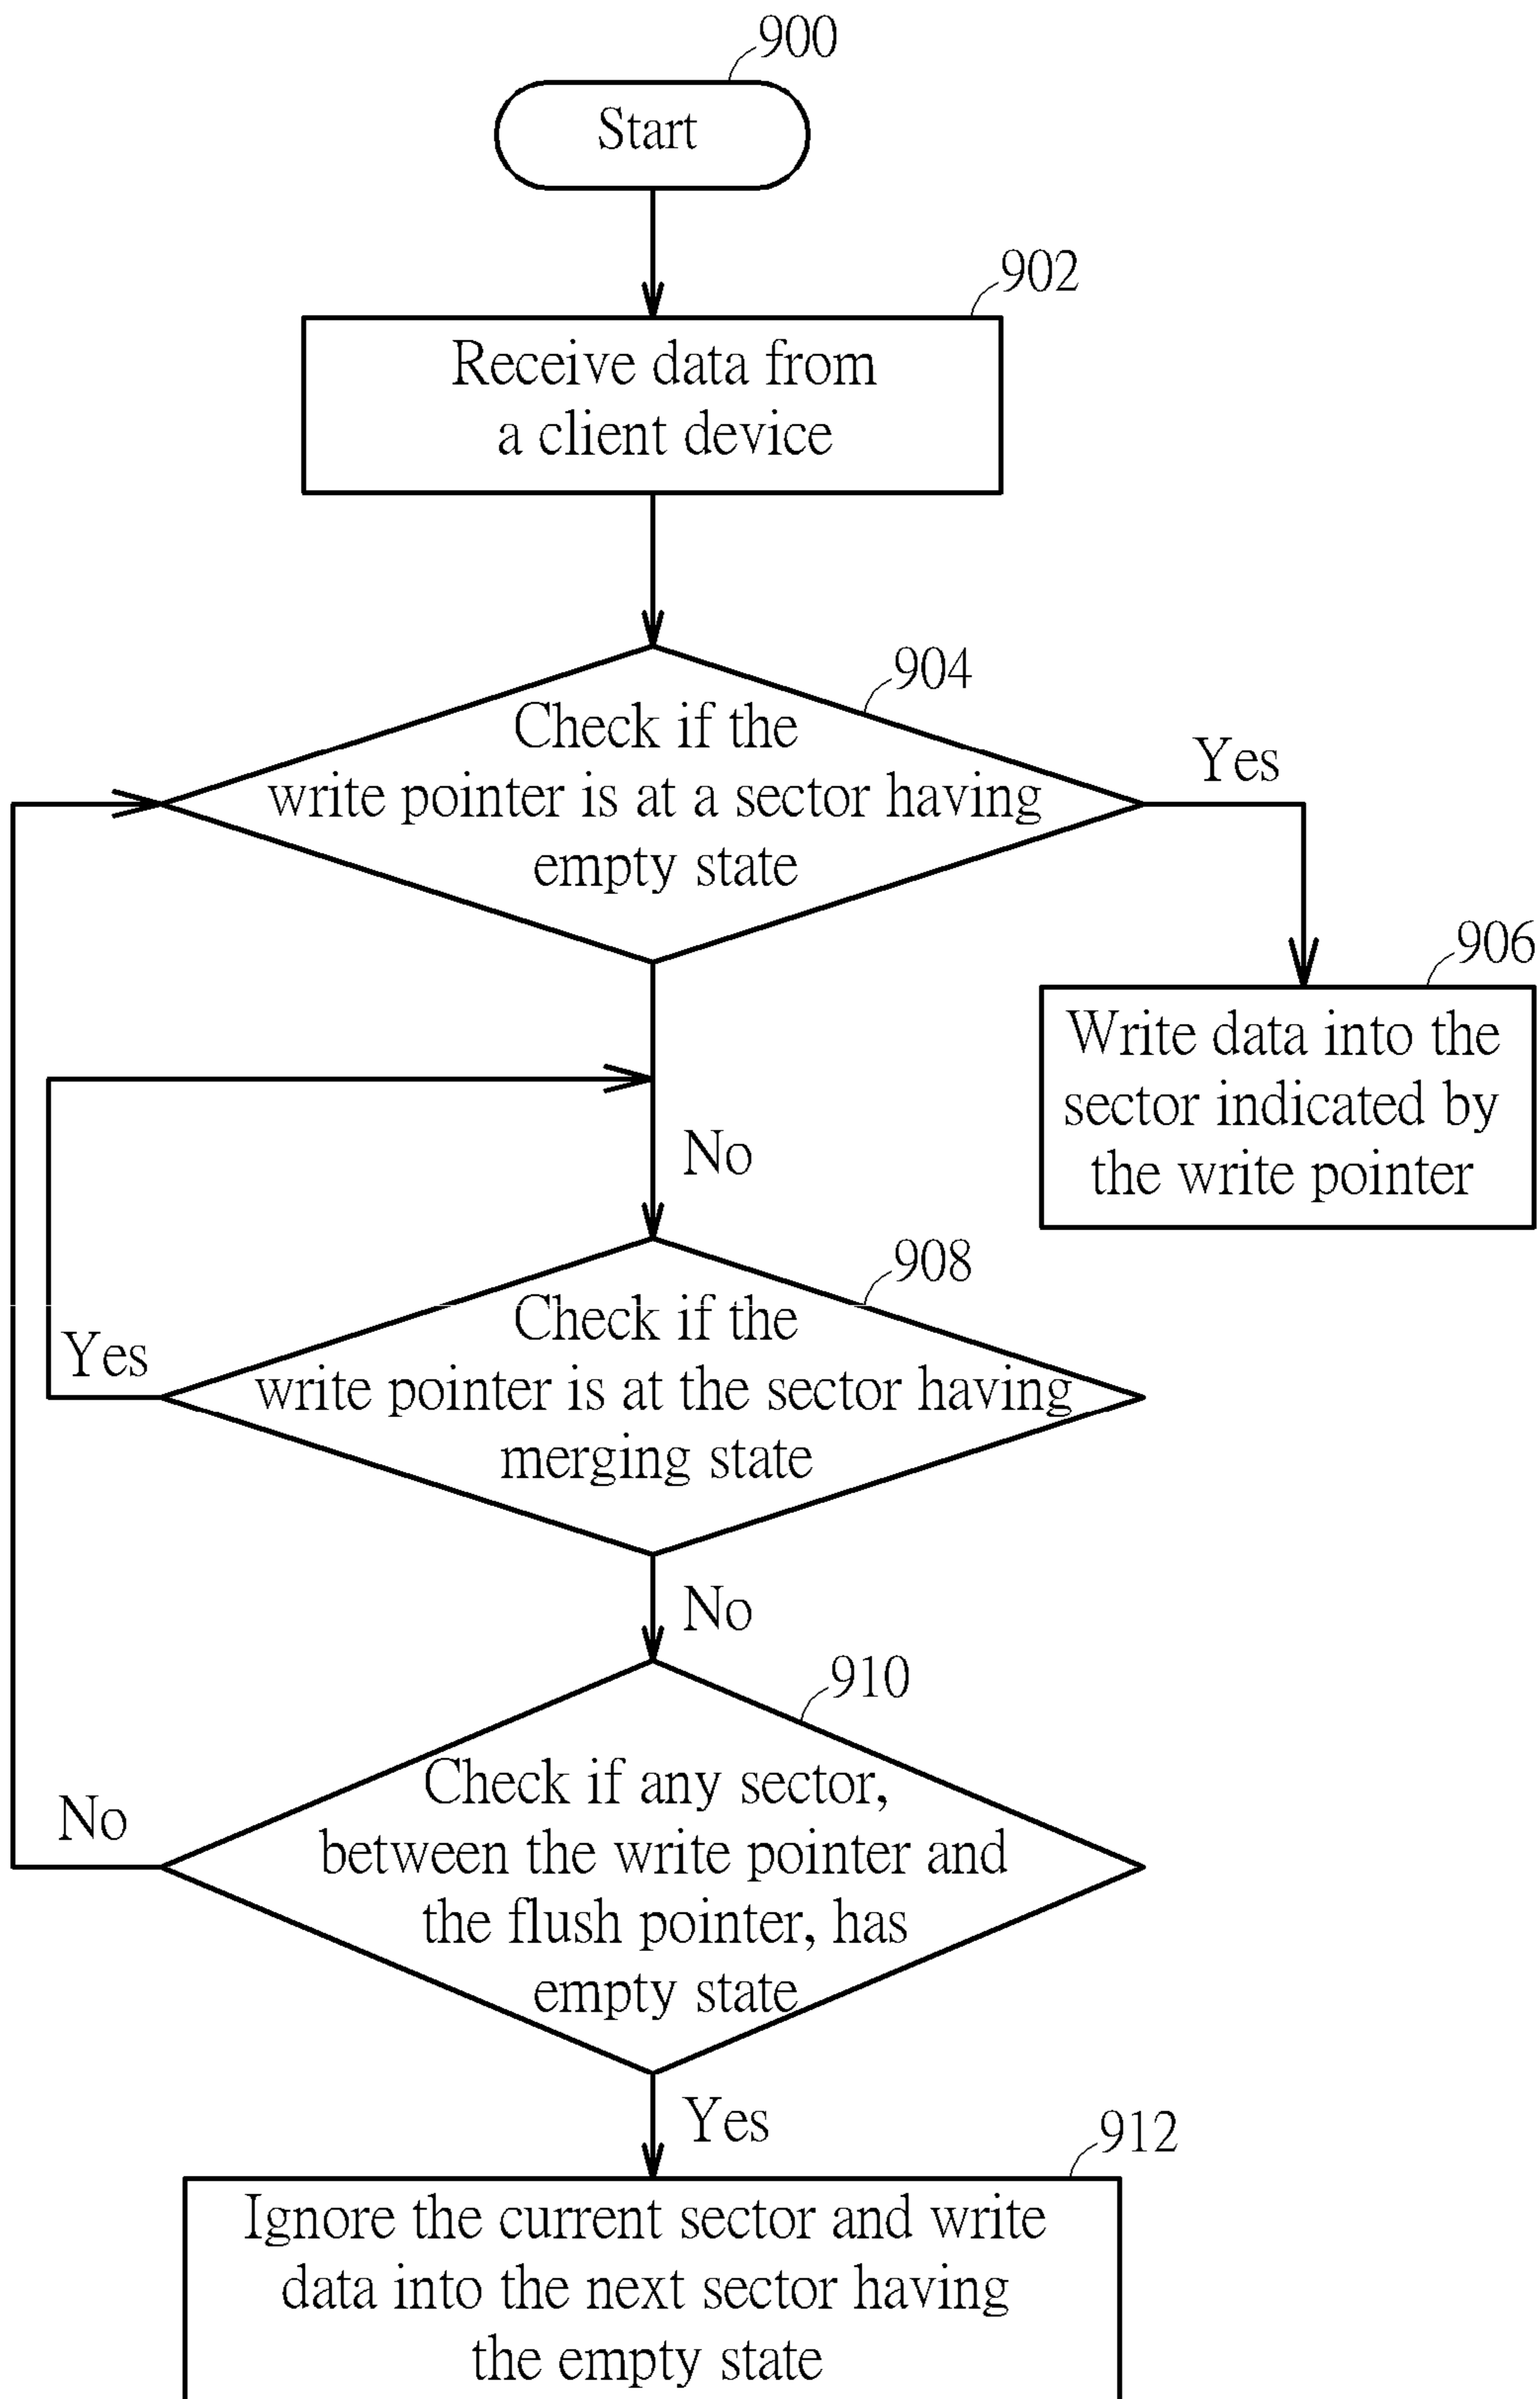 900
Start
902
Receive data from
a client device
904
Check if the
write pointer is at a sector having
empty state
Yes
906
Write data into the
sector indicated by
the write pointer
No
908
Check if the
write pointer is at the sector having
merging state
Yes
No
910
Check if any sector,
between the write pointer and
the flush pointer, has
empty state
No
Yes
912
Ignore the current sector and write
data into the next sector having
the empty state